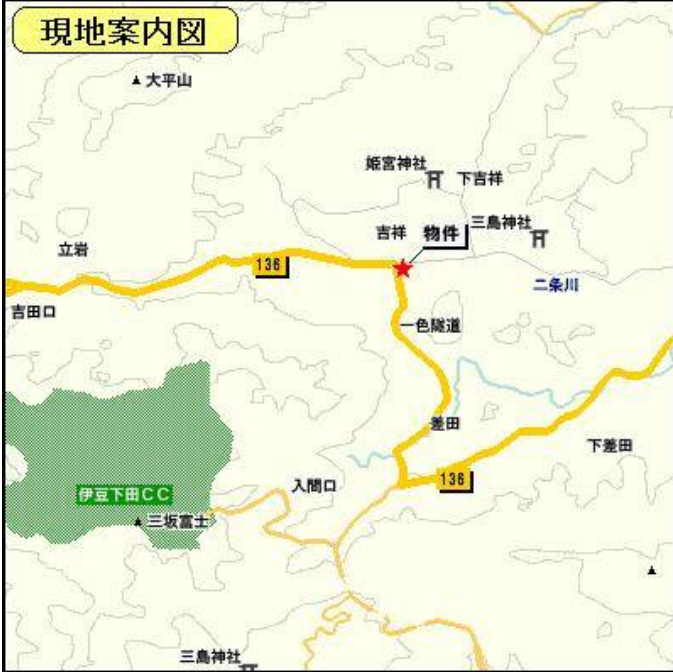 現地案内図
大平山
姫宮神社
下吉祥
三島神社
吉祥
物件
立岩
136
二条川
吉田口
一色隧道
差田
下差田
136
入間口
伊豆下田CC
三坂富士
三島神社